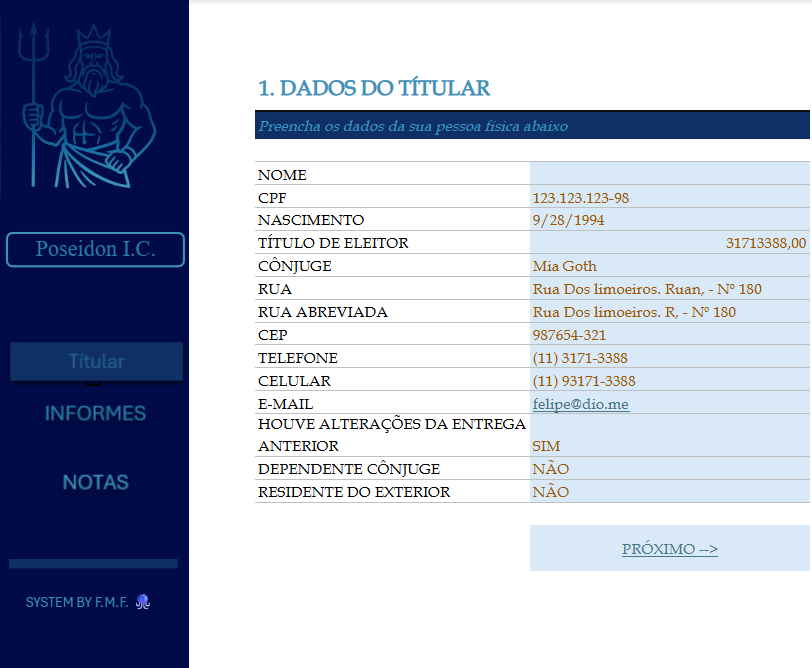 Poseidon I.C.
Títular
INFORMES
NOTAS
SYSTEM BY F.M.F.
1. DADOS DO TÍTULAR
Preencha os dados da sua pessoa física abaixo
NOME
CPF 123.123.123-98
NASCIMENTO 9/28/1994
TÍTULO DE ELEITOR 31713388,00
CÔNJUGE Mia Goth
RUA Rua Dos limoeiros. Ruan, - Nº 180
RUA ABREVIADA Rua Dos limoeiros. R, - Nº 180
CEP 987654-321
TELEFONE (11) 3171-3388
CELULAR (11) 93171-3388
E-MAIL felipe@dio.me
HOUVE ALTERAÇÕES DA ENTREGA
ANTERIOR SIM
DEPENDENTE CÔNJUGE NÃO
RESIDENTE DO EXTERIOR NÃO
PRÓXIMO -->